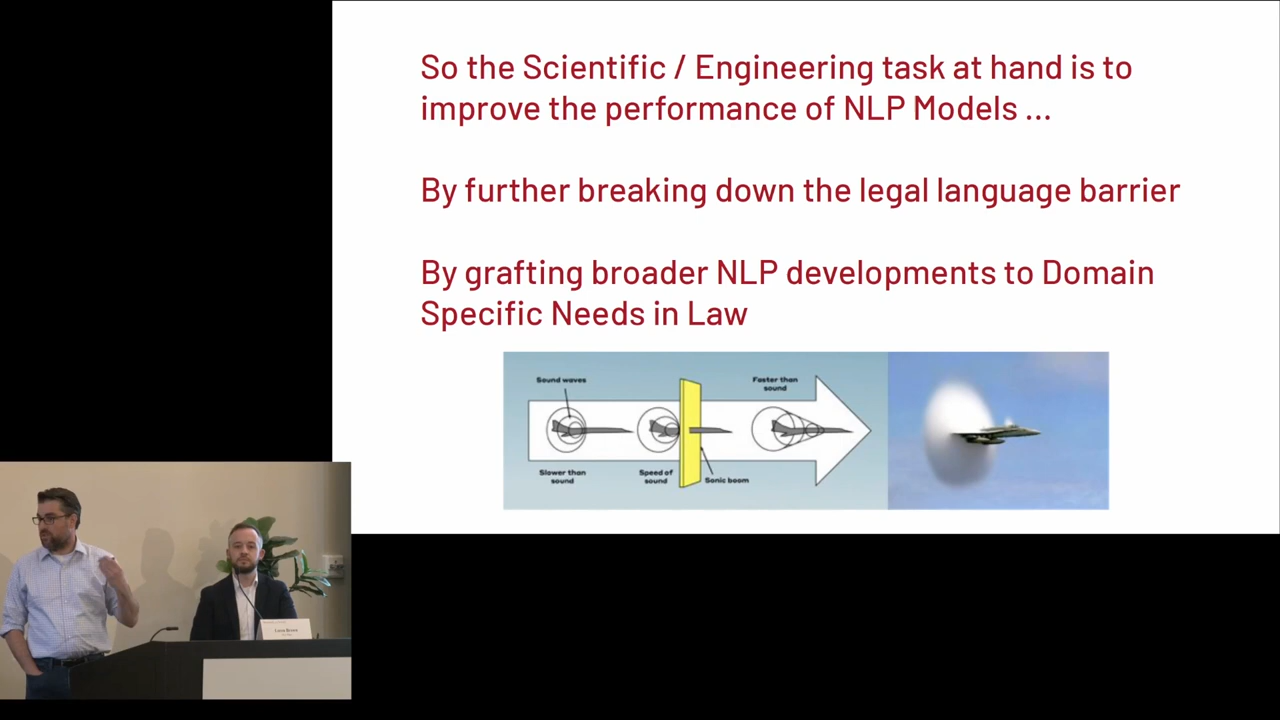 So the Scientific / Engineering task at hand is to
improve the performance of NLP Models ...
By further breaking down the legal language barrier
By grafting broader NLP developments to Domain
Specific Needs in Law
Sound waves
Faster than
sound
Slower than
sound
Speed of
sound
Sonic boom